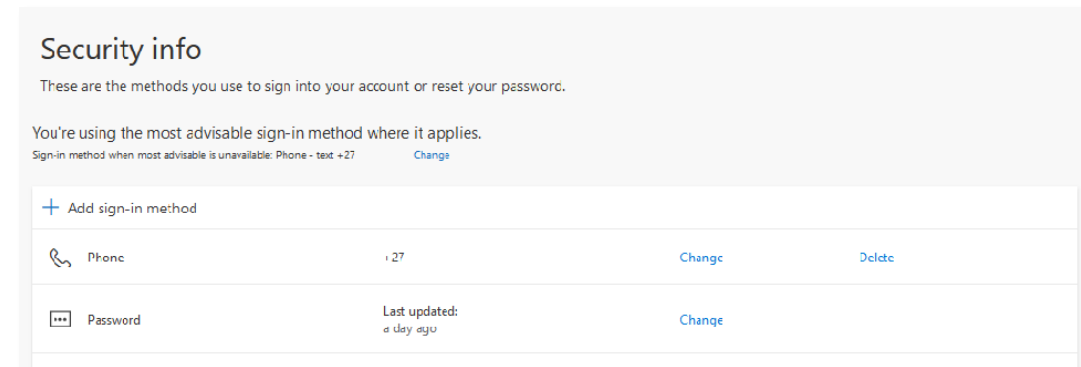 Security info
These are the methods you use to sign into your account or reset your password.
You're using the most advisable sign-in method where it applies.
Sign-in method when most advisable is unavailable: Phone - text +27 Change
+ Add sign-in method
Phone +27 Change Delete
Password Last updated: Change
a day ago